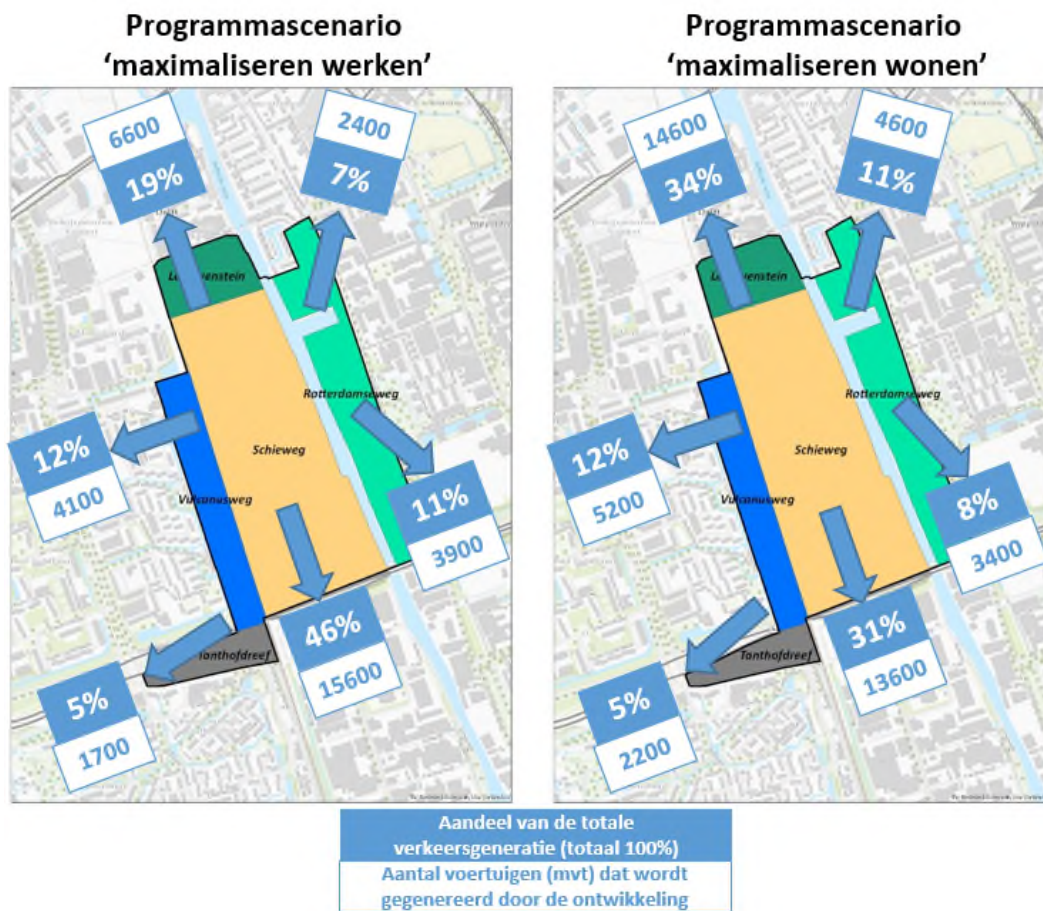 Programmascenario
‘maximaliseren werken’
6600
19%
2400
7%
Rotterdamseweg
Schieweg
Vulcanusweg
12%
4100
11%
3900
46%
15600
Tanthofdreef
5%
1700
Programmascenario
‘maximaliseren wonen’
14600
34%
4600
11%
Rotterdamseweg
Schieweg
Vulcanusweg
12%
5200
8%
3400
31%
13600
Tanthofdreef
5%
2200
Aandeel van de totale
verkeersgeneratie (totaal 100%)
Aantal voertuigen (mvt) dat wordt
gegenereerd door de ontwikkeling